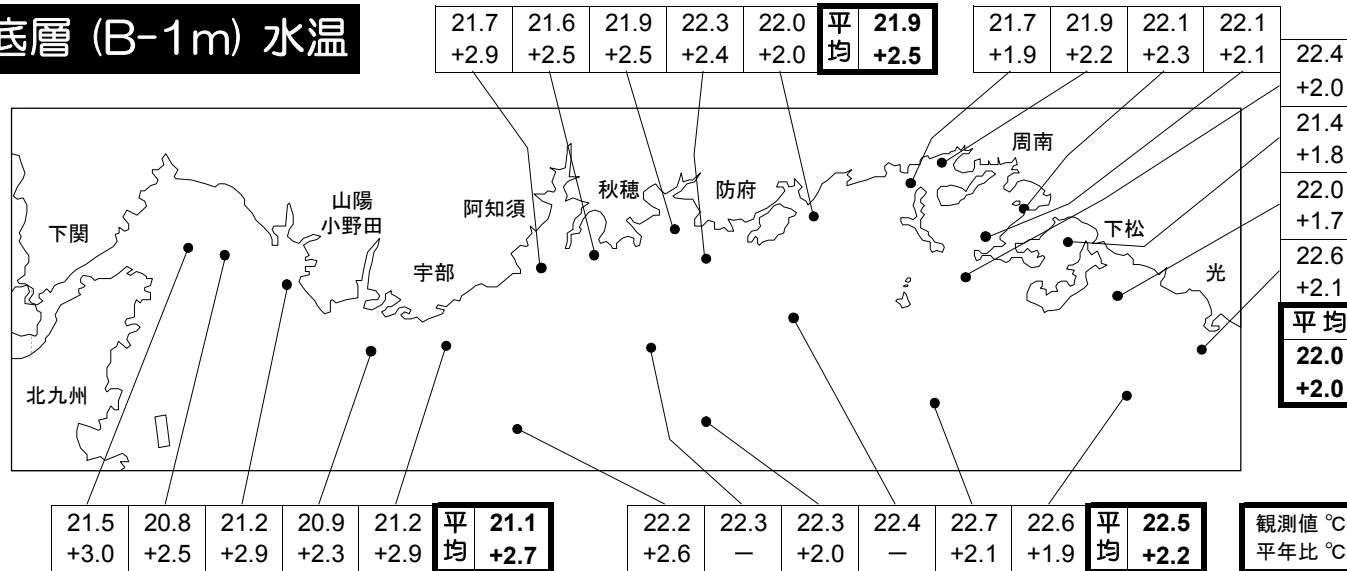 底層 (B-1m) 水温
21.7 21.6 21.9 22.3 22.0 平均 21.9
+2.9 +2.5 +2.5 +2.4 +2.0 +2.5
21.7 21.9 22.1 22.1
+1.9 +2.2 +2.3 +2.1
22.4
+2.0
21.4
+1.8
22.0
+1.7
22.6
+2.1
平均
22.0
+2.0
周南
山陽
小野田
阿知須
秋穂
防府
下関
宇部
下松
光
北九州
21.5 20.8 21.2 20.9 21.2 平均 21.1
+3.0 +2.5 +2.9 +2.3 +2.9 +2.7
22.2 22.3 22.3 22.4 22.7 22.6 平均 22.5
+2.6 － +2.0 － +2.1 +1.9 +2.2
観測値 ℃
平年比 ℃